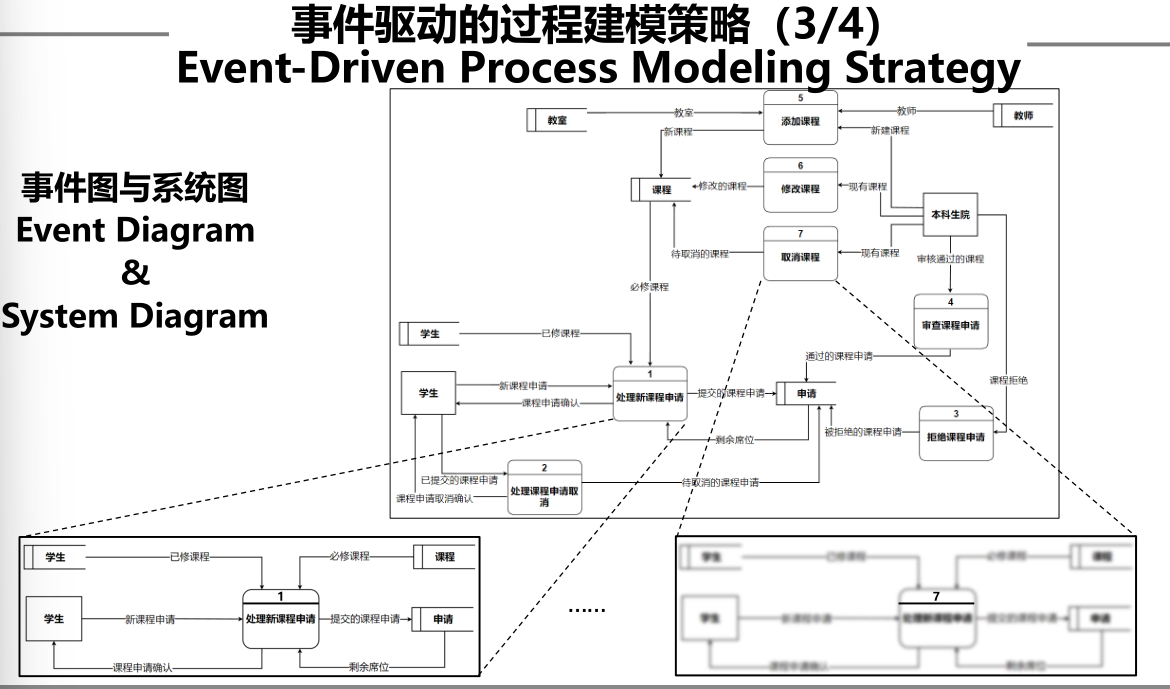 事件驱动的过程建模策略（3/4）
Event-Driven Process Modeling Strategy
事件图与系统图
Event Diagram
&
System Diagram
5
添加课程
教室
教室
教师
教师
新课程
新建课程
6
修改课程
课程
修改的课程
现有课程
本科生院
7
取消课程
待取消的课程
现有课程
审核通过的课程
必修课程
4
审查课程申请
学生
已修课程
通过的课程申请
课程拒绝
1
处理新课程申请
学生
新课程申请
课程申请确认
提交的课程申请
申请
3
拒绝课程申请
被拒绝的课程申请
剩余席位
2
处理课程申请取
消
已提交的课程申请
课程申请取消确认
待取消的课程申请
学生
已修课程
必修课程
课程
1
处理新课程申请
学生
新课程申请
提交的课程申请
申请
课程申请确认
剩余席位
......
7